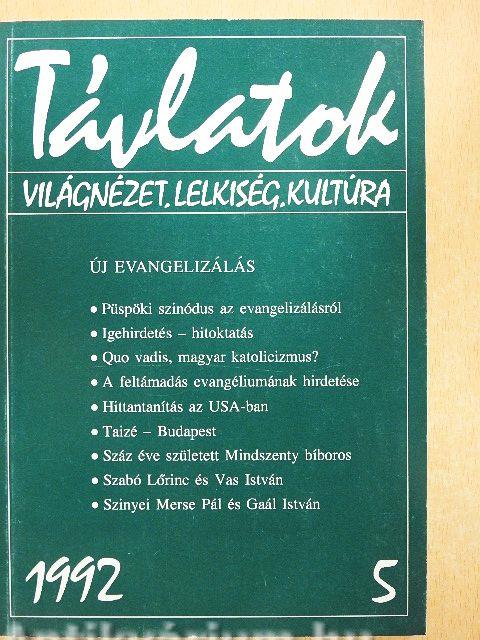 Távlatok
VILÁGNÉZET. LELKISÉG. KULTÚRA
ÚJ EVANGELIZÁLÁS
• Püspöki szinódus az evangelizálásról
• Igehirdetés – hitoktatás
• Quo vadis, magyar katolicizmus?
• A feltámadás evangéliumának hirdetése
• Hittantanítás az USA-ban
• Taizé – Budapest
• Száz éve született Mindszenty bíboros
• Szabó Lőrinc és Vas István
• Szinyei Merse Pál és Gaál István
1992 5